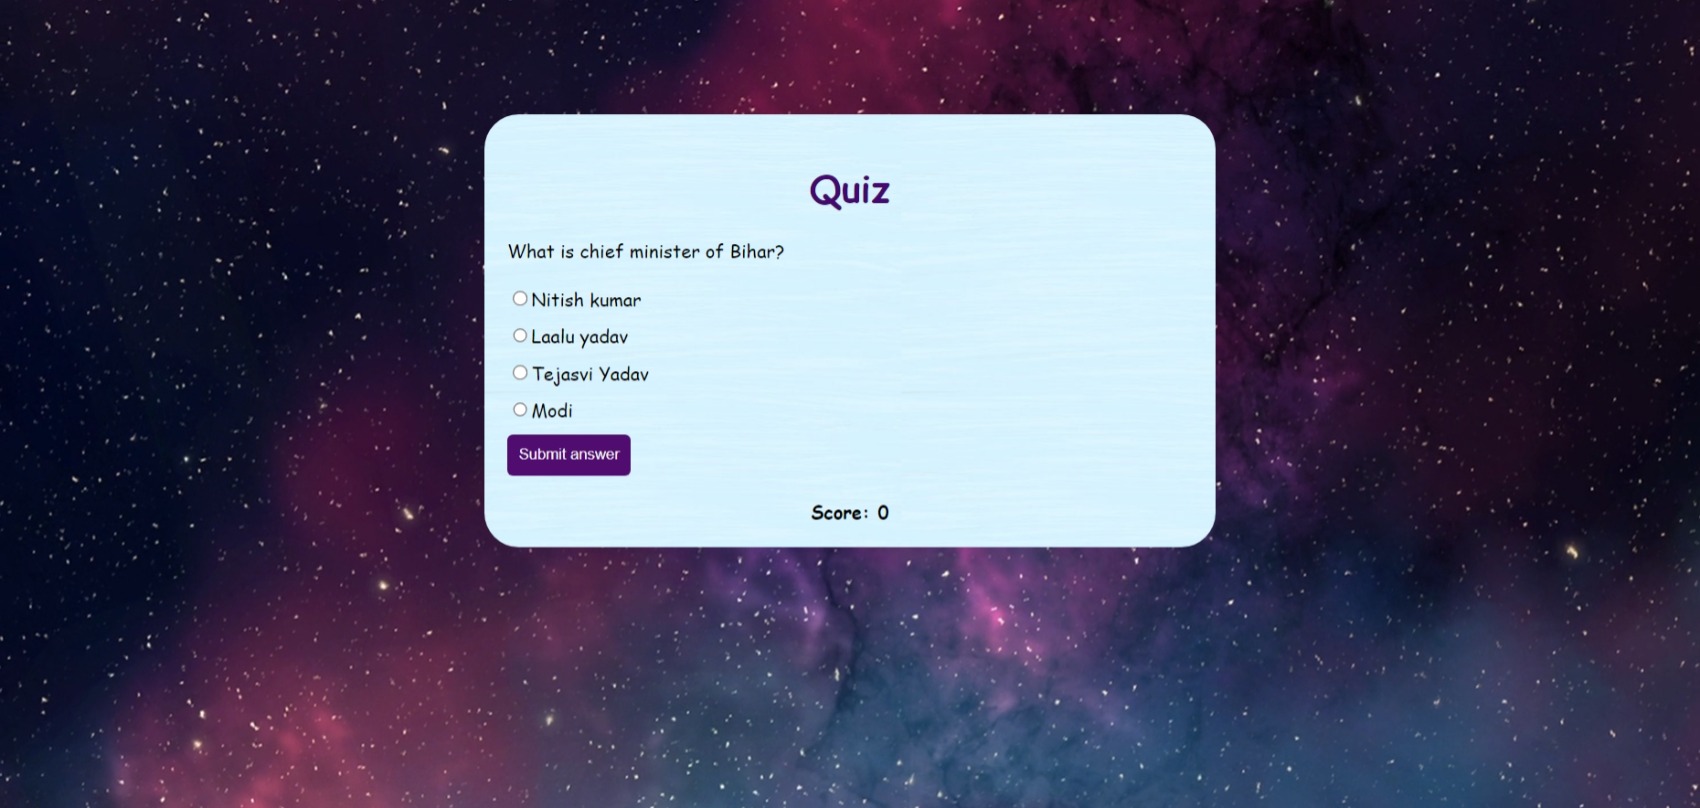 Quiz
What is chief minister of Bihar?
Nitish kumar
Laalu yadav
Tejasvi Yadav
Modi
Submit answer
Score: 0